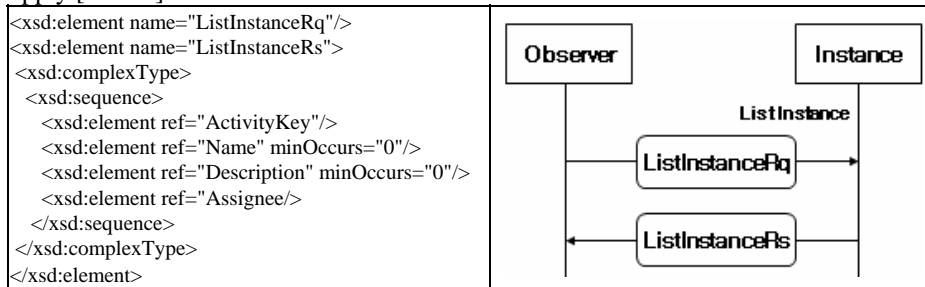 <xsd:element name="ListInstanceRq"/>
<xsd:element name="ListInstanceRs">
<xsd:complexType>
<xsd:sequence>
<xsd:element ref="ActivityKey"/>
<xsd:element ref="Name" minOccurs="0"/>
<xsd:element ref="Description" minOccurs="0"/>
<xsd:element ref="Assignee/>
</xsd:sequence>
</xsd:complexType>
</xsd:element>
Observer
Instance
ListInstance
ListInstanceRq
ListInstanceRs